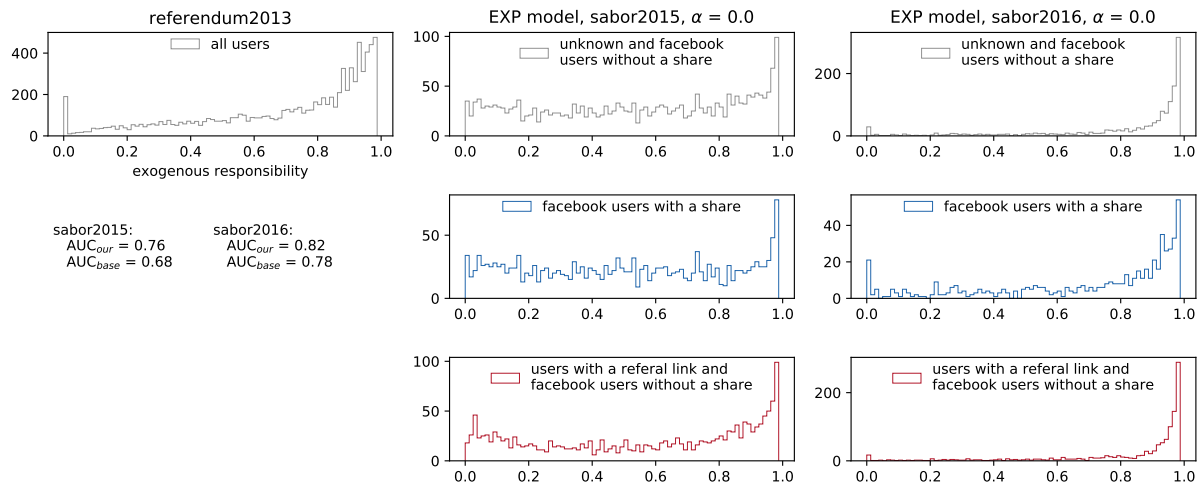 referendum2013
all users
400
200
0
0.0 0.2 0.4 0.6 0.8 1.0
exogenous responsibility
EXP model, sabor2015, α = 0.0
unknown and facebook
users without a share
100
50
0
0.0 0.2 0.4 0.6 0.8 1.0
EXP model, sabor2016, α = 0.0
unknown and facebook
users without a share
200
0
0.0 0.2 0.4 0.6 0.8 1.0
sabor2015:
AUCour = 0.76
AUCbase = 0.68
sabor2016:
AUCour = 0.82
AUCbase = 0.78
facebook users with a share
50
0
0.0 0.2 0.4 0.6 0.8 1.0
facebook users with a share
40
20
0
0.0 0.2 0.4 0.6 0.8 1.0
users with a referal link and
facebook users without a share
100
50
0
0.0 0.2 0.4 0.6 0.8 1.0
users with a referal link and
facebook users without a share
200
0
0.0 0.2 0.4 0.6 0.8 1.0